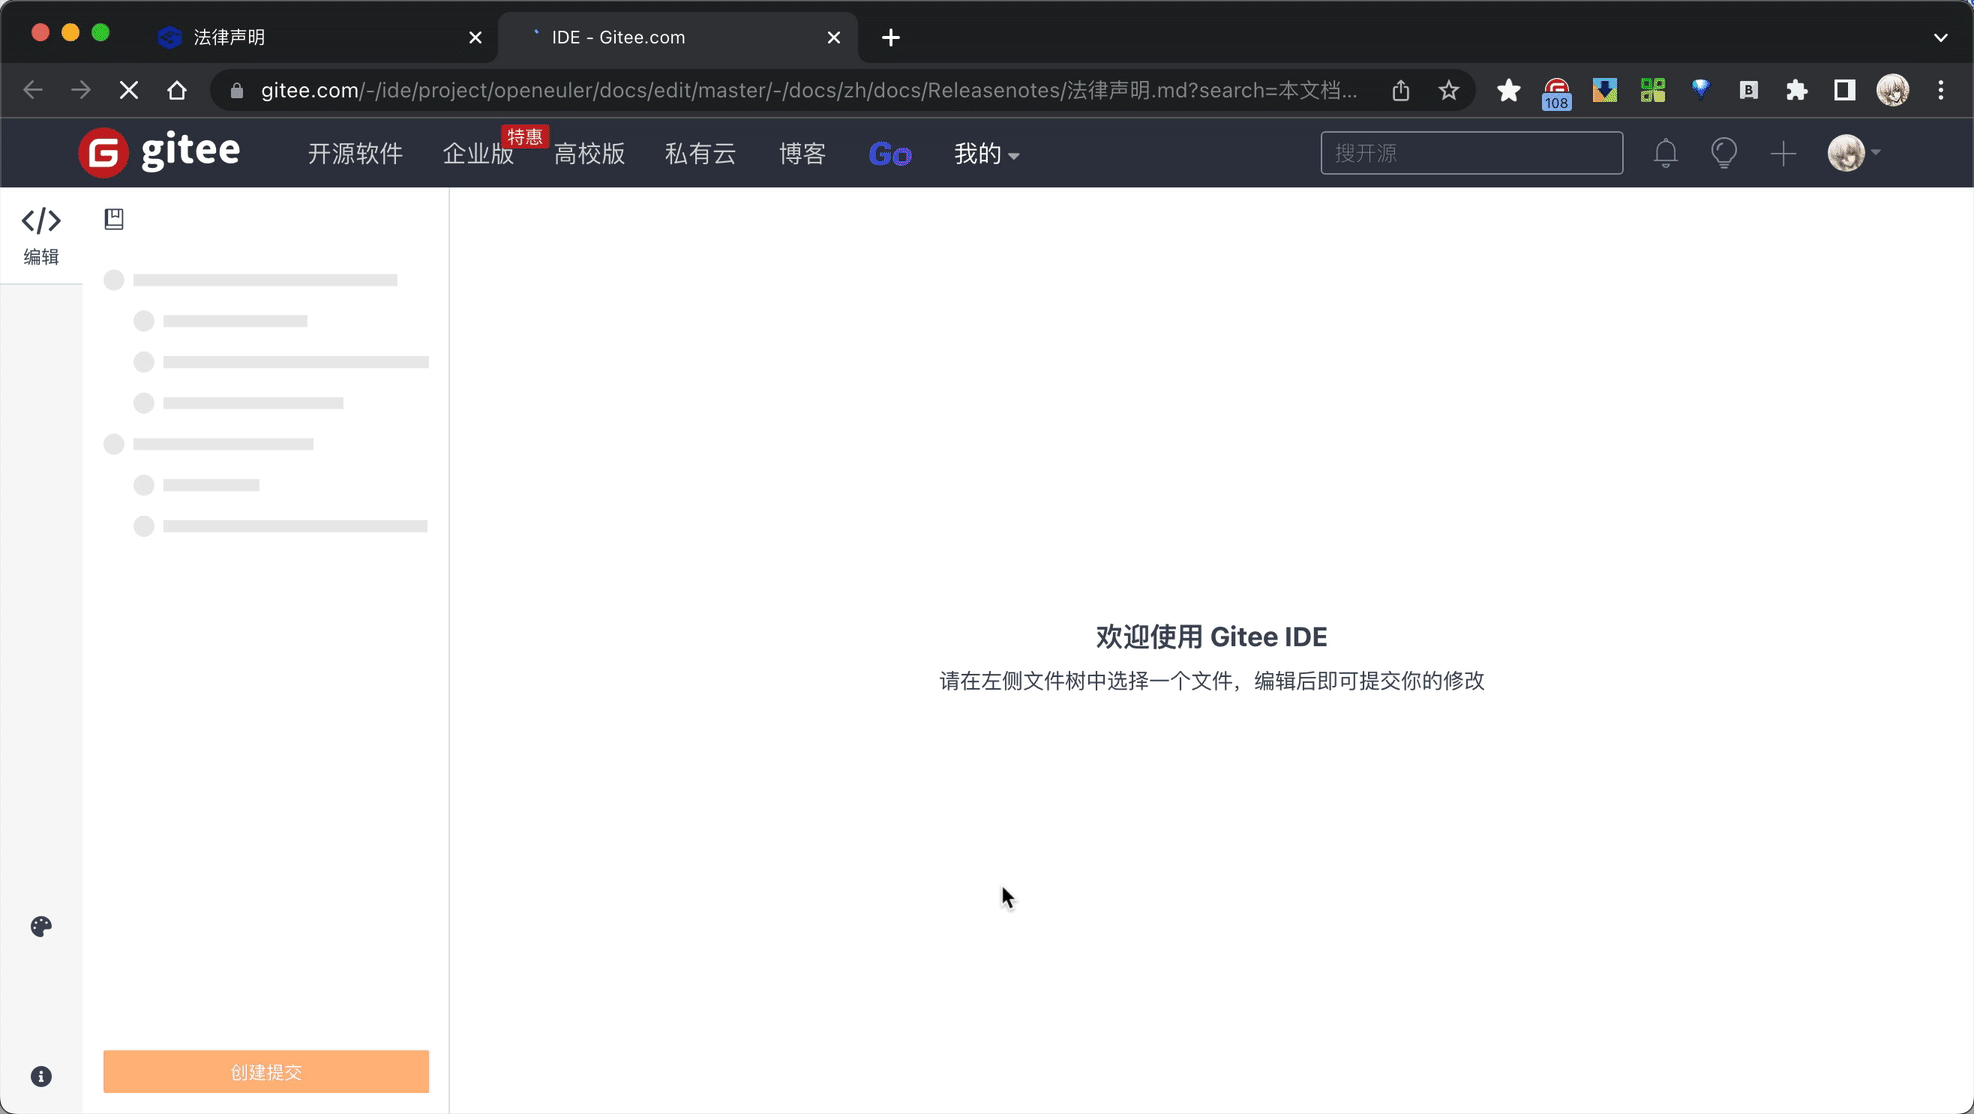 法律声明
IDE - Gitee.com
gitee.com/-/ide/project/openeuler/docs/edit/master/-/docs/zh/docs/Releasenotes/法律声明.md?search=本文档...
108
B
gitee
开源软件
企业版
特惠
高校版
私有云
博客
Go
我的
搜开源
编辑
欢迎使用 Gitee IDE
请在左侧文件树中选择一个文件，编辑后即可提交你的修改
创建提交